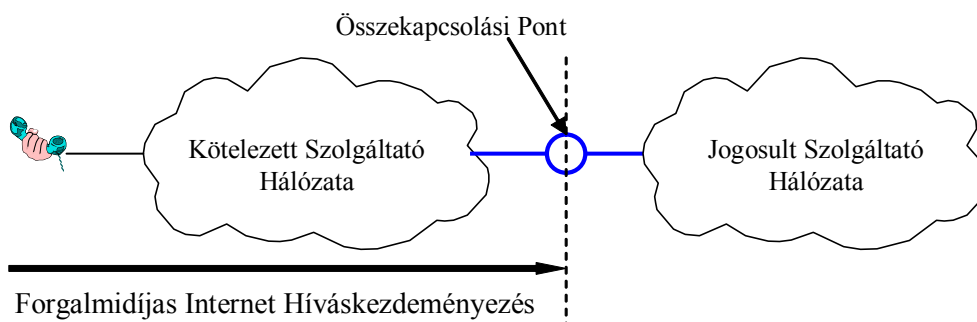 Összekapcsolási Pont
Kötelezett Szolgáltató
Hálózata
Jogosult Szolgáltató
Hálózata
Forgalmidíjas Internet Híváskezdeményezés